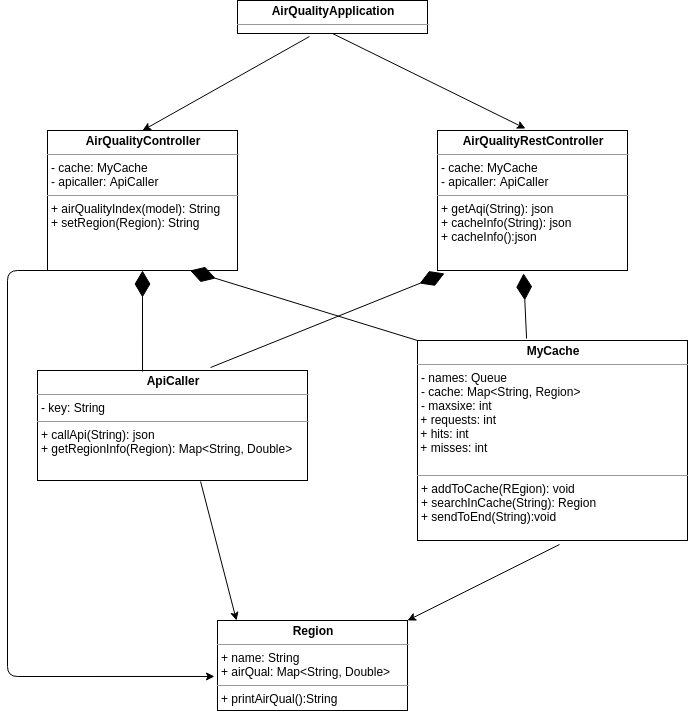 AirQualityApplication
AirQualityController
- cache: MyCache
- apicaller: ApiCaller
+ airQualityIndex(model): String
+ setRegion(Region): String
AirQualityRestController
- cache: MyCache
- apicaller: ApiCaller
+ getAqi(String): json
+ cacheInfo(String): json
+ cacheInfo():json
ApiCaller
- key: String
+ callApi(String): json
+ getRegionInfo(Region): Map<String, Double>
MyCache
- names: Queue
- cache: Map<String, Region>
- maxsixe: int
+ requests: int
+ hits: int
+ misses: int
+ addToCache(REgion): void
+ searchInCache(String): Region
+ sendToEnd(String):void
Region
+ name: String
+ airQual: Map<String, Double>
+ printAirQual():String